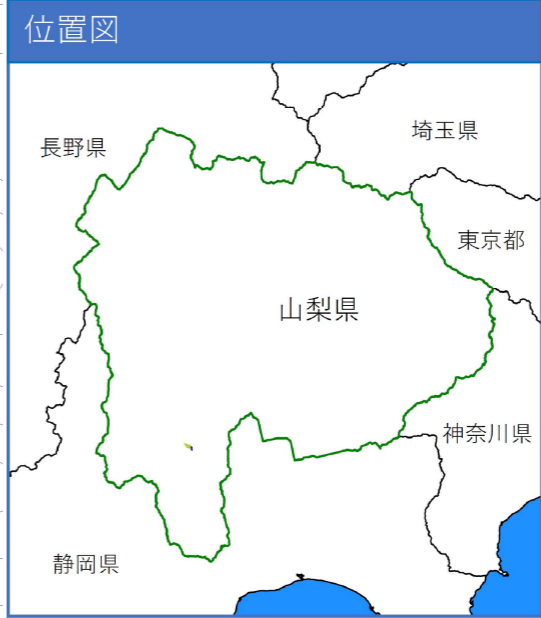 位置図
埼玉県
長野県
東京都
山梨県
神奈川県
静岡県